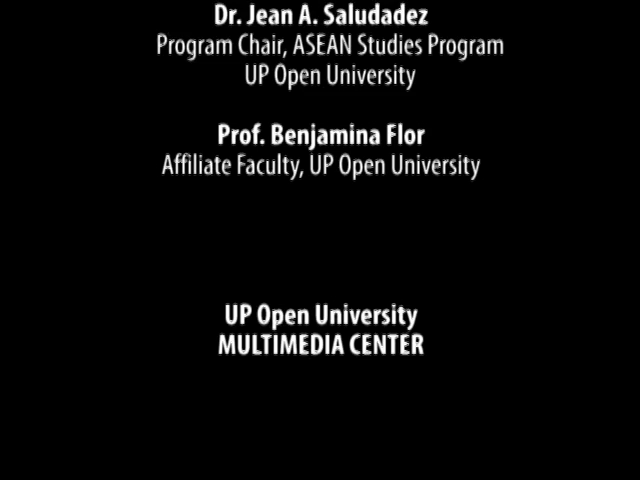 Dr. Jean A. Saludadez
Program Chair, ASEAN Studies Program
UP Open University
Prof. Benjamina Flor
Affiliate Faculty, UP Open University
UP Open University
MULTIMEDIA CENTER